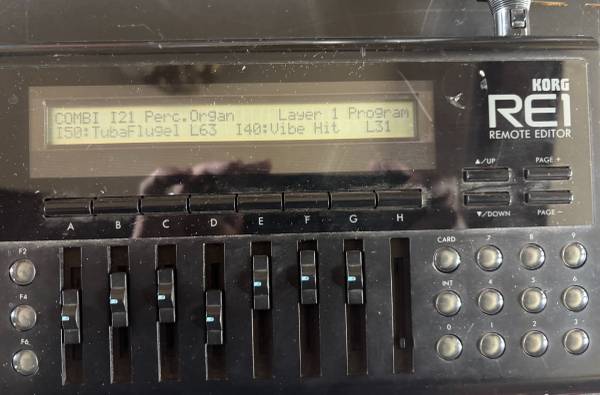 KORG
RE1
REMOTE EDITOR
COMBI I21 Perc.Organ Layer 1 Program
I50:TubaFlugel L63 I40:Vibe Hit L31
▲/UP PAGE +
▼/DOWN PAGE −
A B C D E F G H
CARD 7 8 9
F2
INT 4 5 6
F4
0 1 2 3
F6